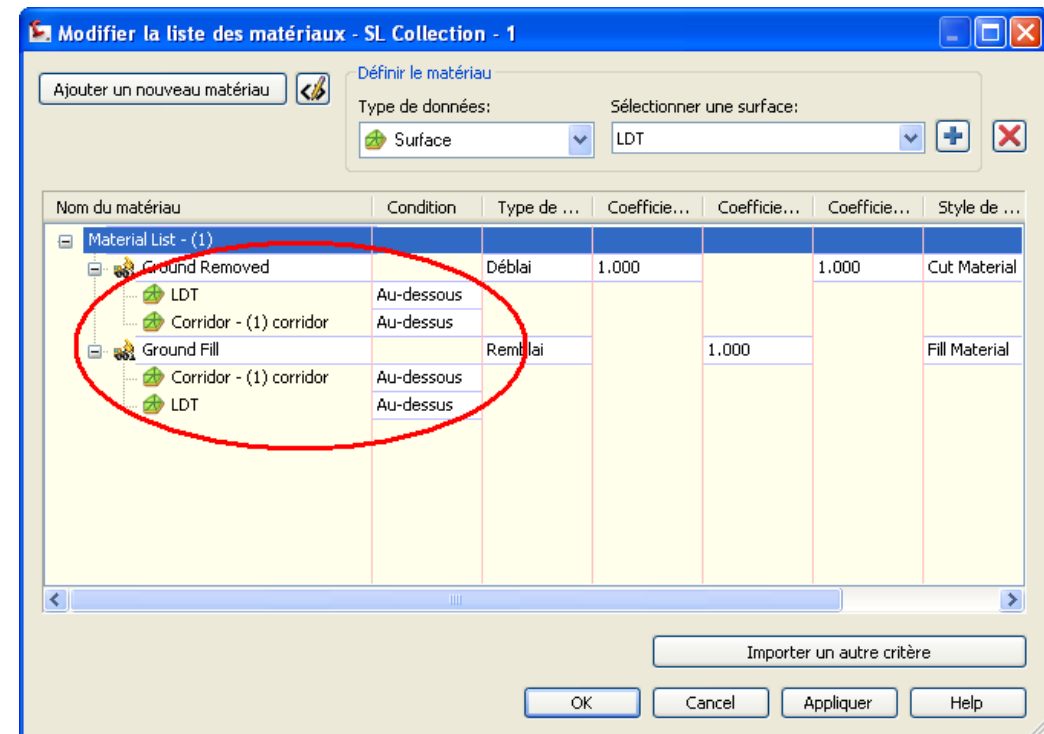 Modifier la liste des matériaux - SL Collection - 1
Définir le matériau
Ajouter un nouveau matériau
Type de données:
Sélectionner une surface:
Surface
LDT
Nom du matériau Condition Type de ... Coefficie... Coefficie... Coefficie... Style de ...
Material List - (1)
Ground Removed Déblai 1.000 1.000 Cut Material
LDT Au-dessous
Corridor - (1) corridor Au-dessus
Ground Fill Remblai 1.000 Fill Material
Corridor - (1) corridor Au-dessous
LDT Au-dessus
Importer un autre critère
OK Cancel Appliquer Help